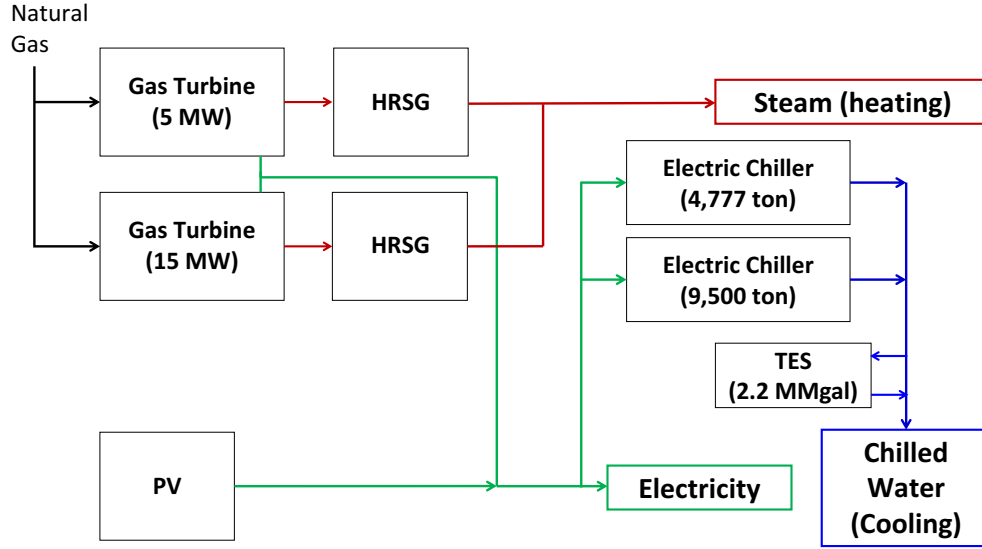 Natural
Gas
Gas Turbine
(5 MW)
HRSG
Steam (heating)
Electric Chiller
(4,777 ton)
Gas Turbine
(15 MW)
HRSG
Electric Chiller
(9,500 ton)
TES
(2.2 MMgal)
PV
Electricity
Chilled
Water
(Cooling)